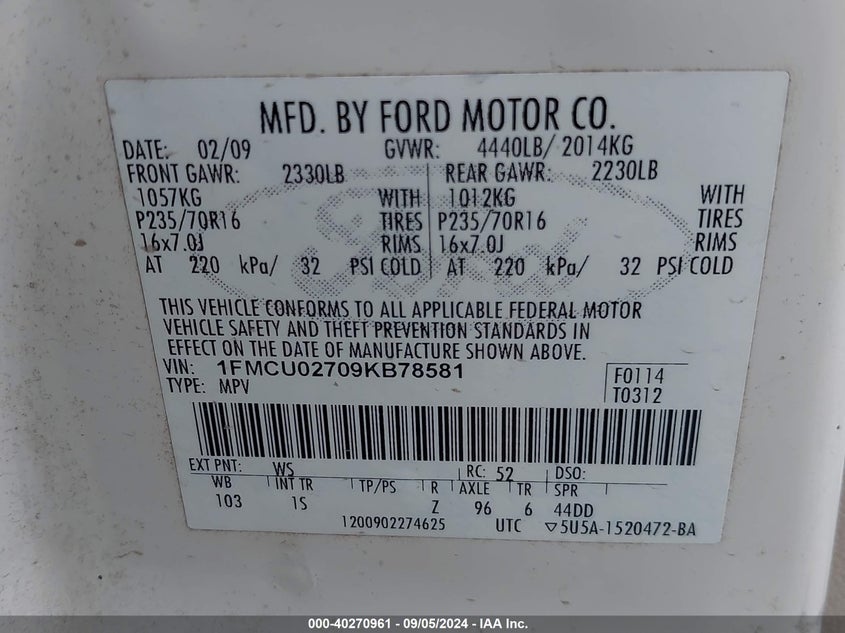 MFD. BY FORD MOTOR CO.
DATE: 02/09 GVWR: 4440LB/ 2014KG
FRONT GAWR: 2330LB REAR GAWR: 2230LB
1057KG WITH 1012KG WITH
P235/70R16 TIRES P235/70R16 TIRES
16x7.0J RIMS 16x7.0J RIMS
AT 220 kPa/ 32 PSI COLD AT 220 kPa/ 32 PSI COLD
THIS VEHICLE CONFORMS TO ALL APPLICABLE FEDERAL MOTOR
VEHICLE SAFETY AND THEFT PREVENTION STANDARDS IN
EFFECT ON THE DATE OF MANUFACTURE SHOWN ABOVE.
VIN: 1FMCU02709KB78581 F0114
TYPE: MPV T0312
EXT PNT: WS RC: 52 DSO:
WB INT TR TP/PS R AXLE TR SPR
103 1S Z 96 6 44DD
1200902274625 UTC ▽5U5A-1520472-BA
Ford
000-40270961 - 09/05/2024 - IAA Inc.